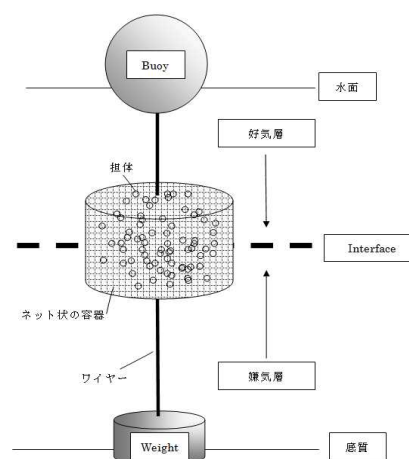 Buoy
水面
好気層
担体
Interface
ネット状の容器
ワイヤー
嫌気層
Weight
底質